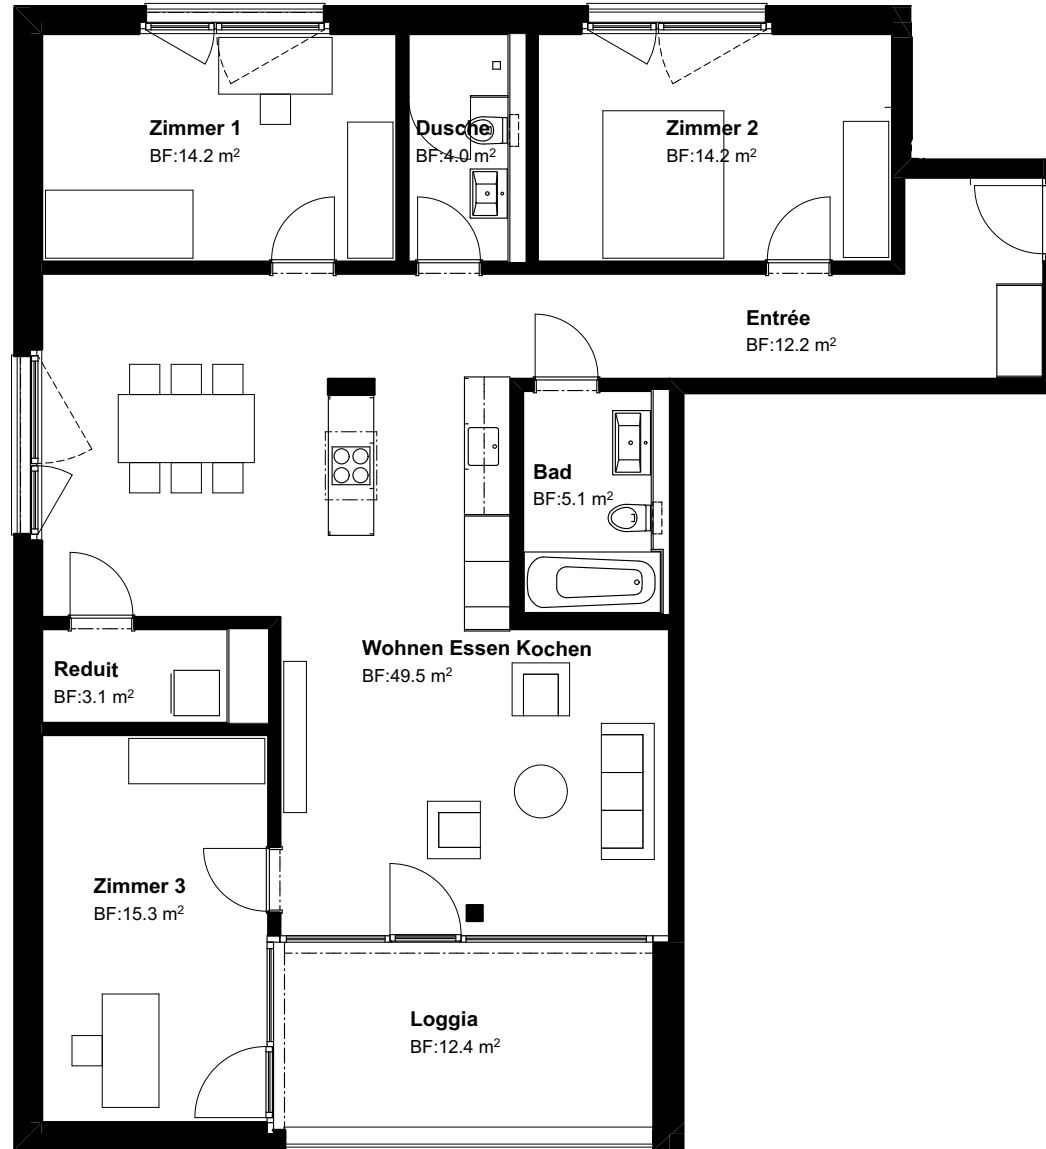 Zimmer 1
BF:14.2 m²
Dusche
BF:4.0 m²
Zimmer 2
BF:14.2 m²
Entrée
BF:12.2 m²
Bad
BF:5.1 m²
Wohnen Essen Kochen
BF:49.5 m²
Reduit
BF:3.1 m²
Zimmer 3
BF:15.3 m²
Loggia
BF:12.4 m²